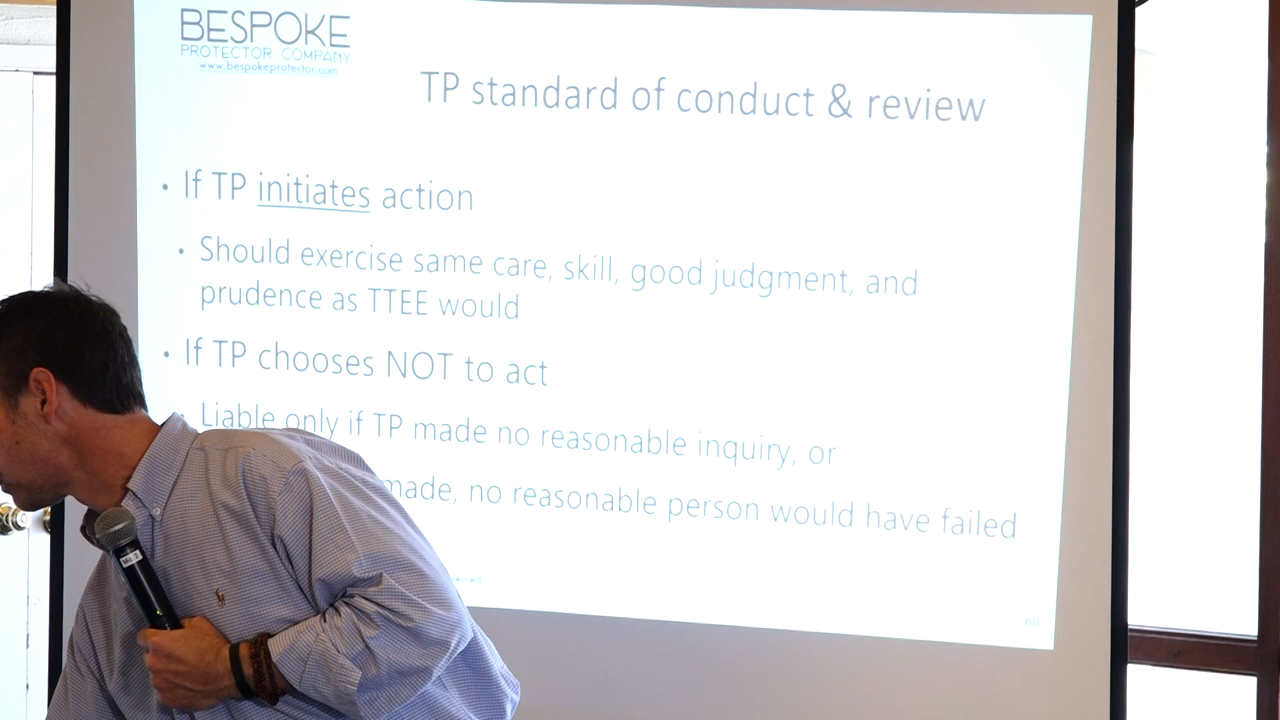 BESPOKE
PROTECTOR COMPANY
www.bespokeprotector.com
TP standard of conduct & review
• If TP initiates action
• Should exercise same care, skill, good judgment, and
prudence as TTEE would
• If TP chooses NOT to act
• Liable only if TP made no reasonable inquiry, or
made, no reasonable person would have failed
60